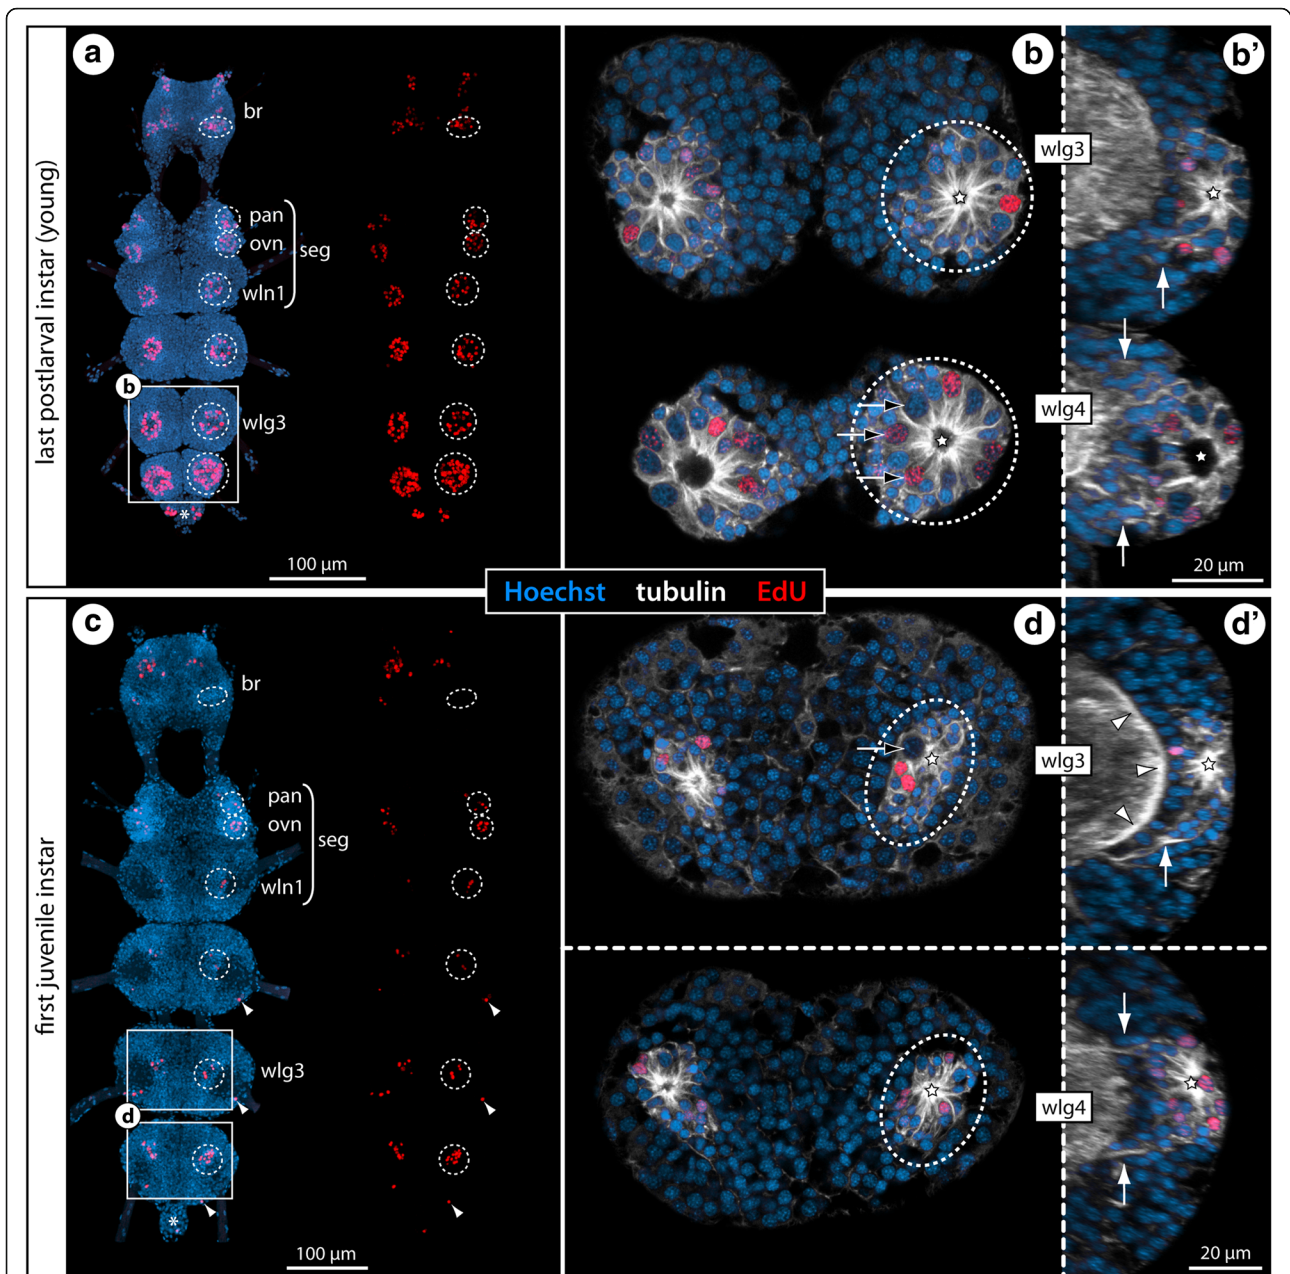 last postlarval instar (young)
a
br
pan
ovn
seg
wln1
b
wlg3
*
100 µm
b
b’
wlg3
wlg4
20 µm
Hoechst tubulin EdU
first juvenile instar
c
br
pan
ovn
seg
wln1
wlg3
d
*
100 µm
d
d’
wlg3
wlg4
20 µm